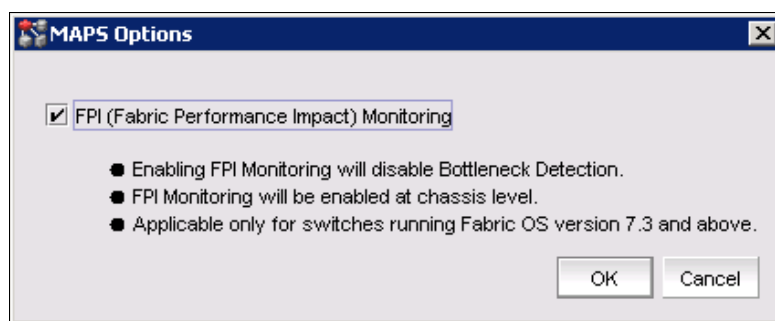 MAPS Options
FPI (Fabric Performance Impact) Monitoring
● Enabling FPI Monitoring will disable Bottleneck Detection.
● FPI Monitoring will be enabled at chassis level.
● Applicable only for switches running Fabric OS version 7.3 and above.
OK Cancel